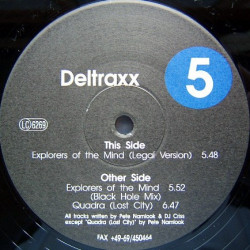 Deltraxx
5
LC 6269
This Side
Explorers of the Mind (Legal Version) 5.48
Other Side
Explorers of the Mind 5.52
(Black Hole Mix)
Quadra (Lost City) 6.47
All tracks written by Pete Namlook & DJ Criss
except "Quadra (Lost City)" by Pete Namlook
FAX +49-69/450464